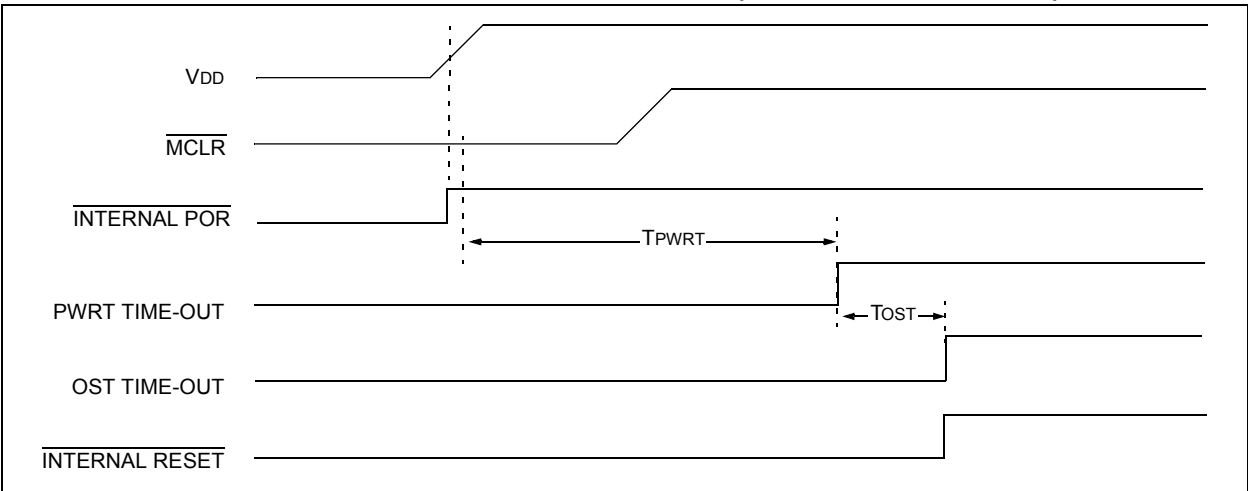 VDD
MCLR
INTERNAL POR
TPWRT
PWRT TIME-OUT
TOST
OST TIME-OUT
INTERNAL RESET